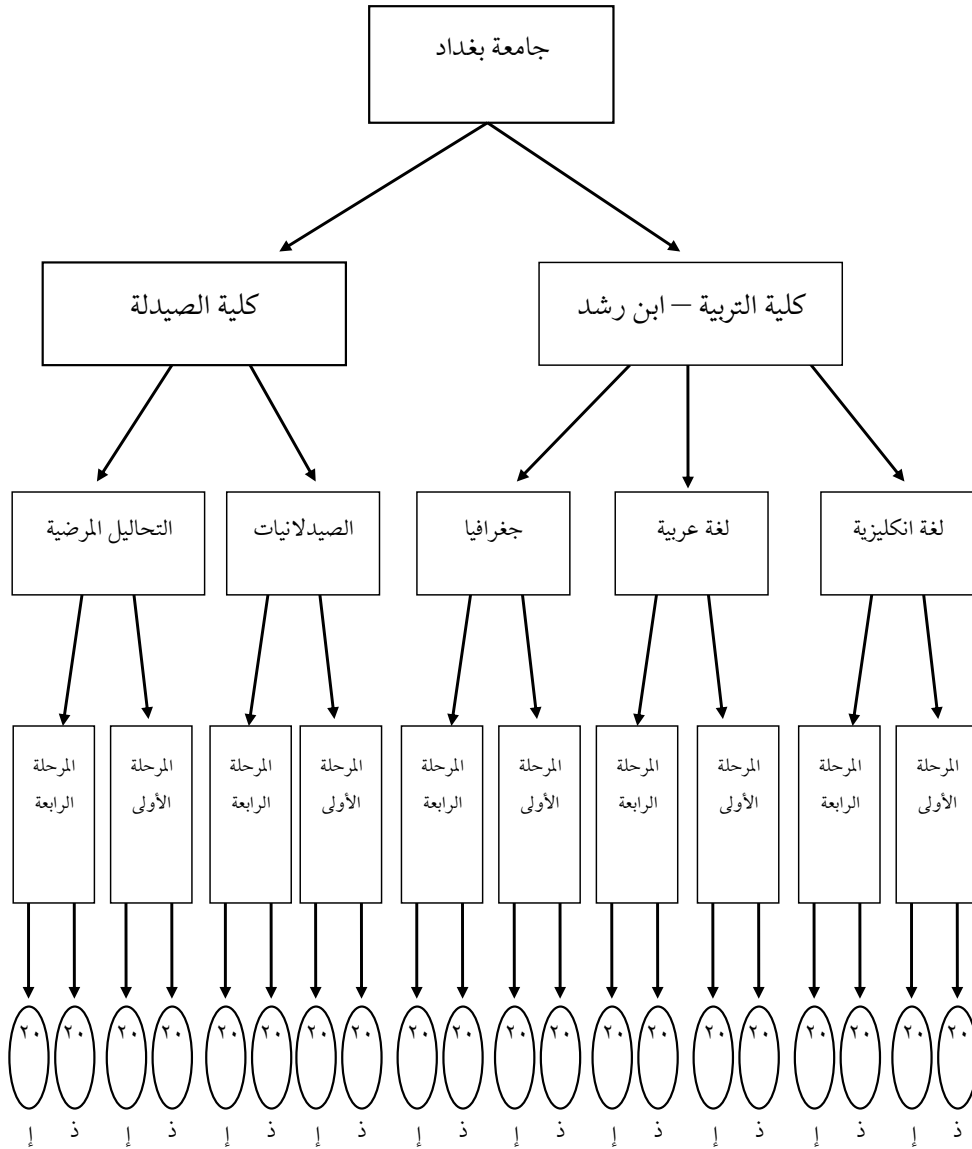 جامعة بغداد
كلية التربية – ابن رشد
كلية الصيدلة
لغة انكليزية
لغة عربية
جغرافيا
الصيدلانيات
التحاليل المرضية
المرحلة
الأولى
المرحلة
الرابعة
المرحلة
الأولى
المرحلة
الرابعة
المرحلة
الأولى
المرحلة
الرابعة
المرحلة
الأولى
المرحلة
الرابعة
المرحلة
الأولى
المرحلة
الرابعة
٢٠ ٢٠ ٢٠ ٢٠ ٢٠ ٢٠ ٢٠ ٢٠ ٢٠ ٢٠ ٢٠ ٢٠ ٢٠ ٢٠ ٢٠ ٢٠ ٢٠ ٢٠ ٢٠ ٢٠
ذ إ ذ إ ذ إ ذ إ ذ إ ذ إ ذ إ ذ إ ذ إ ذ إ